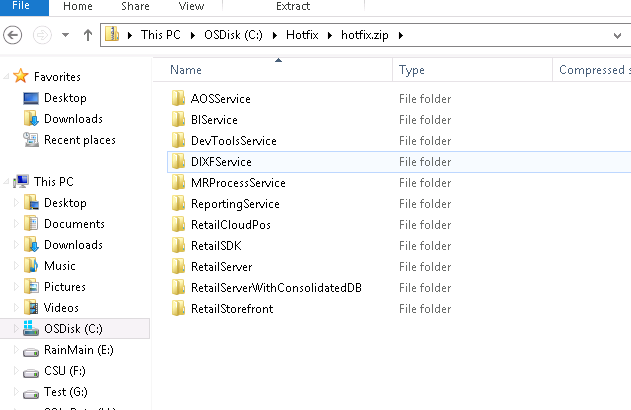 File Home Share View Extract
This PC OSDisk (C:) Hotfix hotfix.zip
Name Type Compressed s
Favorites
Desktop
Downloads
Recent places
This PC
Desktop
Documents
Downloads
Music
Pictures
Videos
OSDisk (C:)
RainMain (E:)
CSU (F:)
Test (G:)
AOSService File folder
BIService File folder
DevToolsService File folder
DIXFService File folder
MRProcessService File folder
ReportingService File folder
RetailCloudPos File folder
RetailSDK File folder
RetailServer File folder
RetailServerWithConsolidatedDB File folder
RetailStorefront File folder